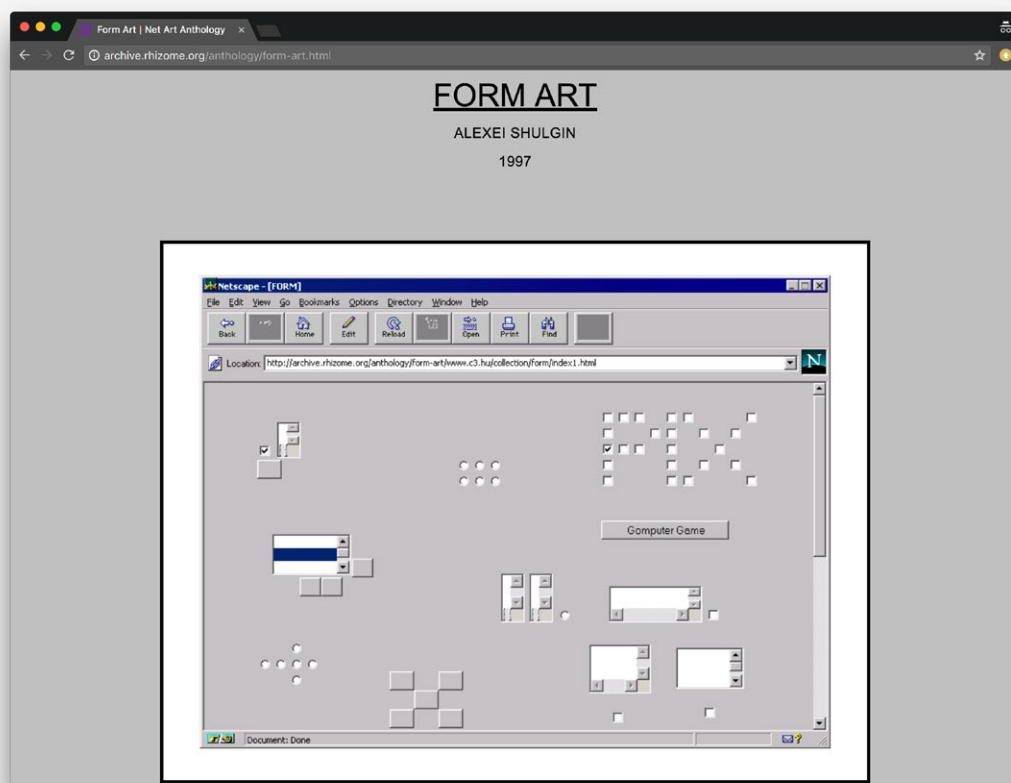 Form Art | Net Art Anthology
archive.rhizome.org/anthology/form-art.html
FORM ART
ALEXEI SHULGIN
1997
Netscape - [FORM]
File Edit View Go Bookmarks Options Directory Window Help
Back Home Edit Reload Open Print Find
Location: http://archive.rhizome.org/anthology/form-art/www.c3.hu/collection/form/index1.html
N
Gomputer Game
Document: Done